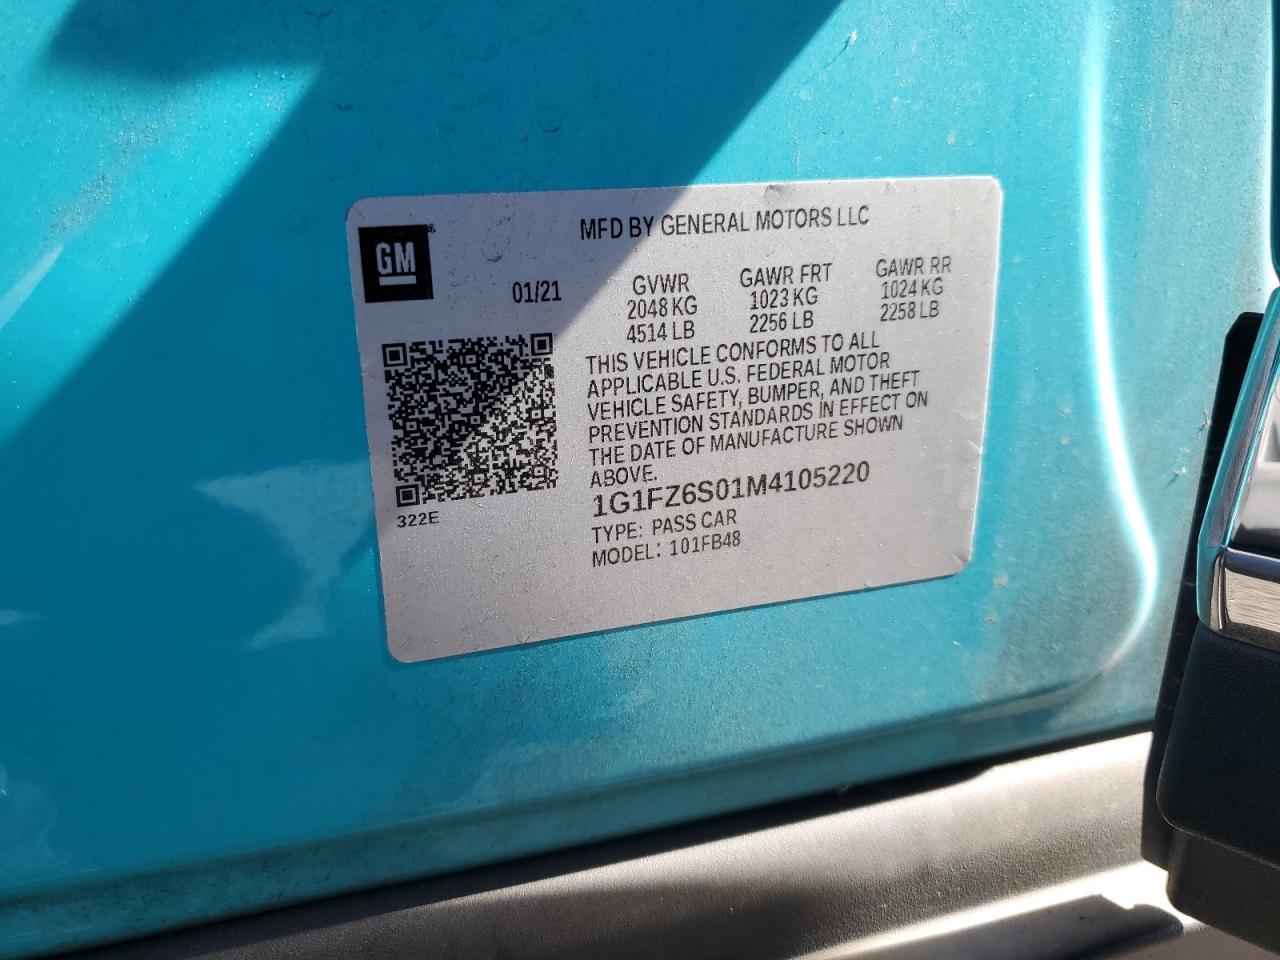 MFD BY GENERAL MOTORS LLC
GM
01/21
GVWR
2048 KG
4514 LB
GAWR FRT
1023 KG
2256 LB
GAWR RR
1024 KG
2258 LB
THIS VEHICLE CONFORMS TO ALL
APPLICABLE U.S. FEDERAL MOTOR
VEHICLE SAFETY, BUMPER, AND THEFT
PREVENTION STANDARDS IN EFFECT ON
THE DATE OF MANUFACTURE SHOWN
ABOVE.
322E
1G1FZ6S01M4105220
TYPE: PASS CAR
MODEL: 101FB48